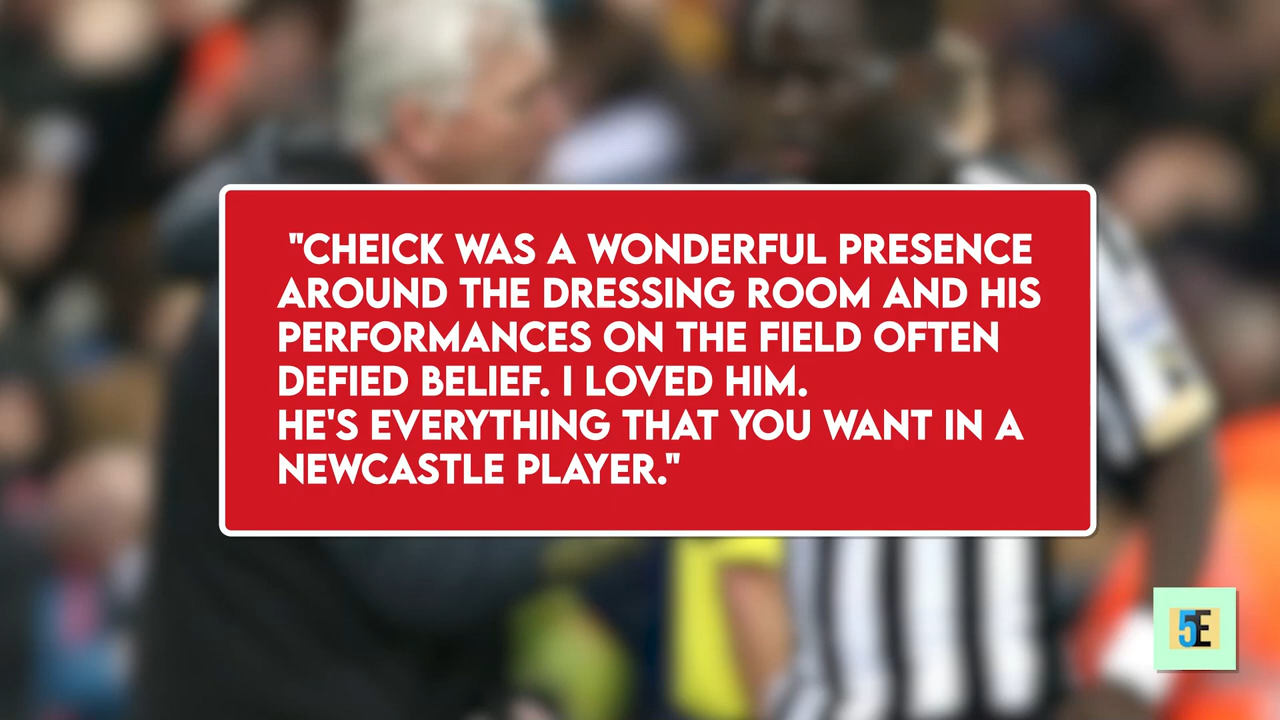 "CHEICK WAS A WONDERFUL PRESENCE
AROUND THE DRESSING ROOM AND HIS
PERFORMANCES ON THE FIELD OFTEN
DEFIED BELIEF. I LOVED HIM.
HE'S EVERYTHING THAT YOU WANT IN A
NEWCASTLE PLAYER."
5E